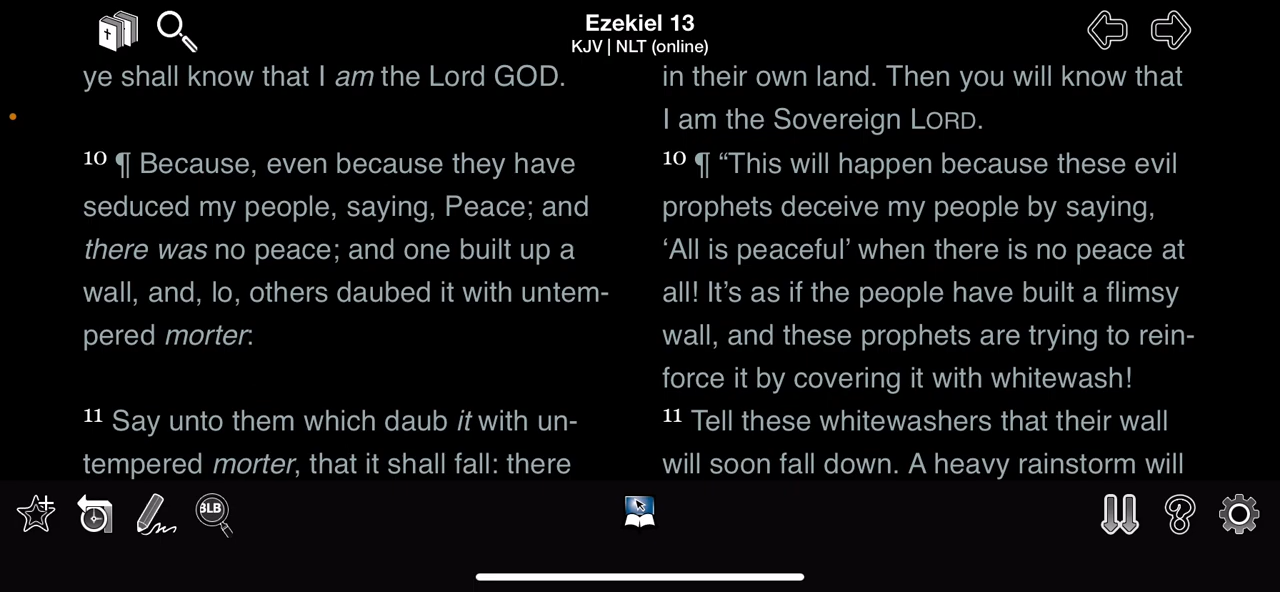 Ezekiel 13
KJV | NLT (online)
ye shall know that I am the Lord GOD.
10 ¶ Because, even because they have
seduced my people, saying, Peace; and
there was no peace; and one built up a
wall, and, lo, others daubed it with untem-
pered morter:
11 Say unto them which daub it with un-
tempered morter, that it shall fall: there
in their own land. Then you will know that
I am the Sovereign LORD.
10 ¶ “This will happen because these evil
prophets deceive my people by saying,
‘All is peaceful’ when there is no peace at
all! It’s as if the people have built a flimsy
wall, and these prophets are trying to rein-
force it by covering it with whitewash!
11 Tell these whitewashers that their wall
will soon fall down. A heavy rainstorm will
BLB